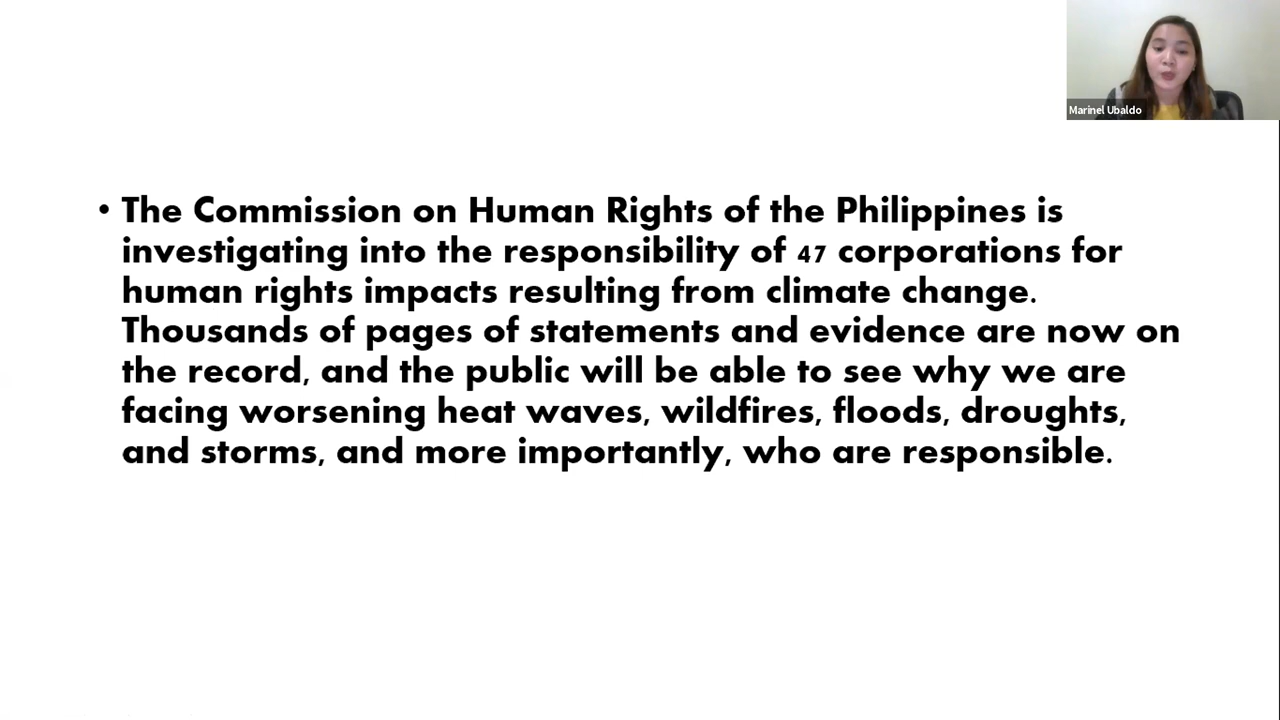 Marinel Ubaldo
• The Commission on Human Rights of the Philippines is
investigating into the responsibility of 47 corporations for
human rights impacts resulting from climate change.
Thousands of pages of statements and evidence are now on
the record, and the public will be able to see why we are
facing worsening heat waves, wildfires, floods, droughts,
and storms, and more importantly, who are responsible.